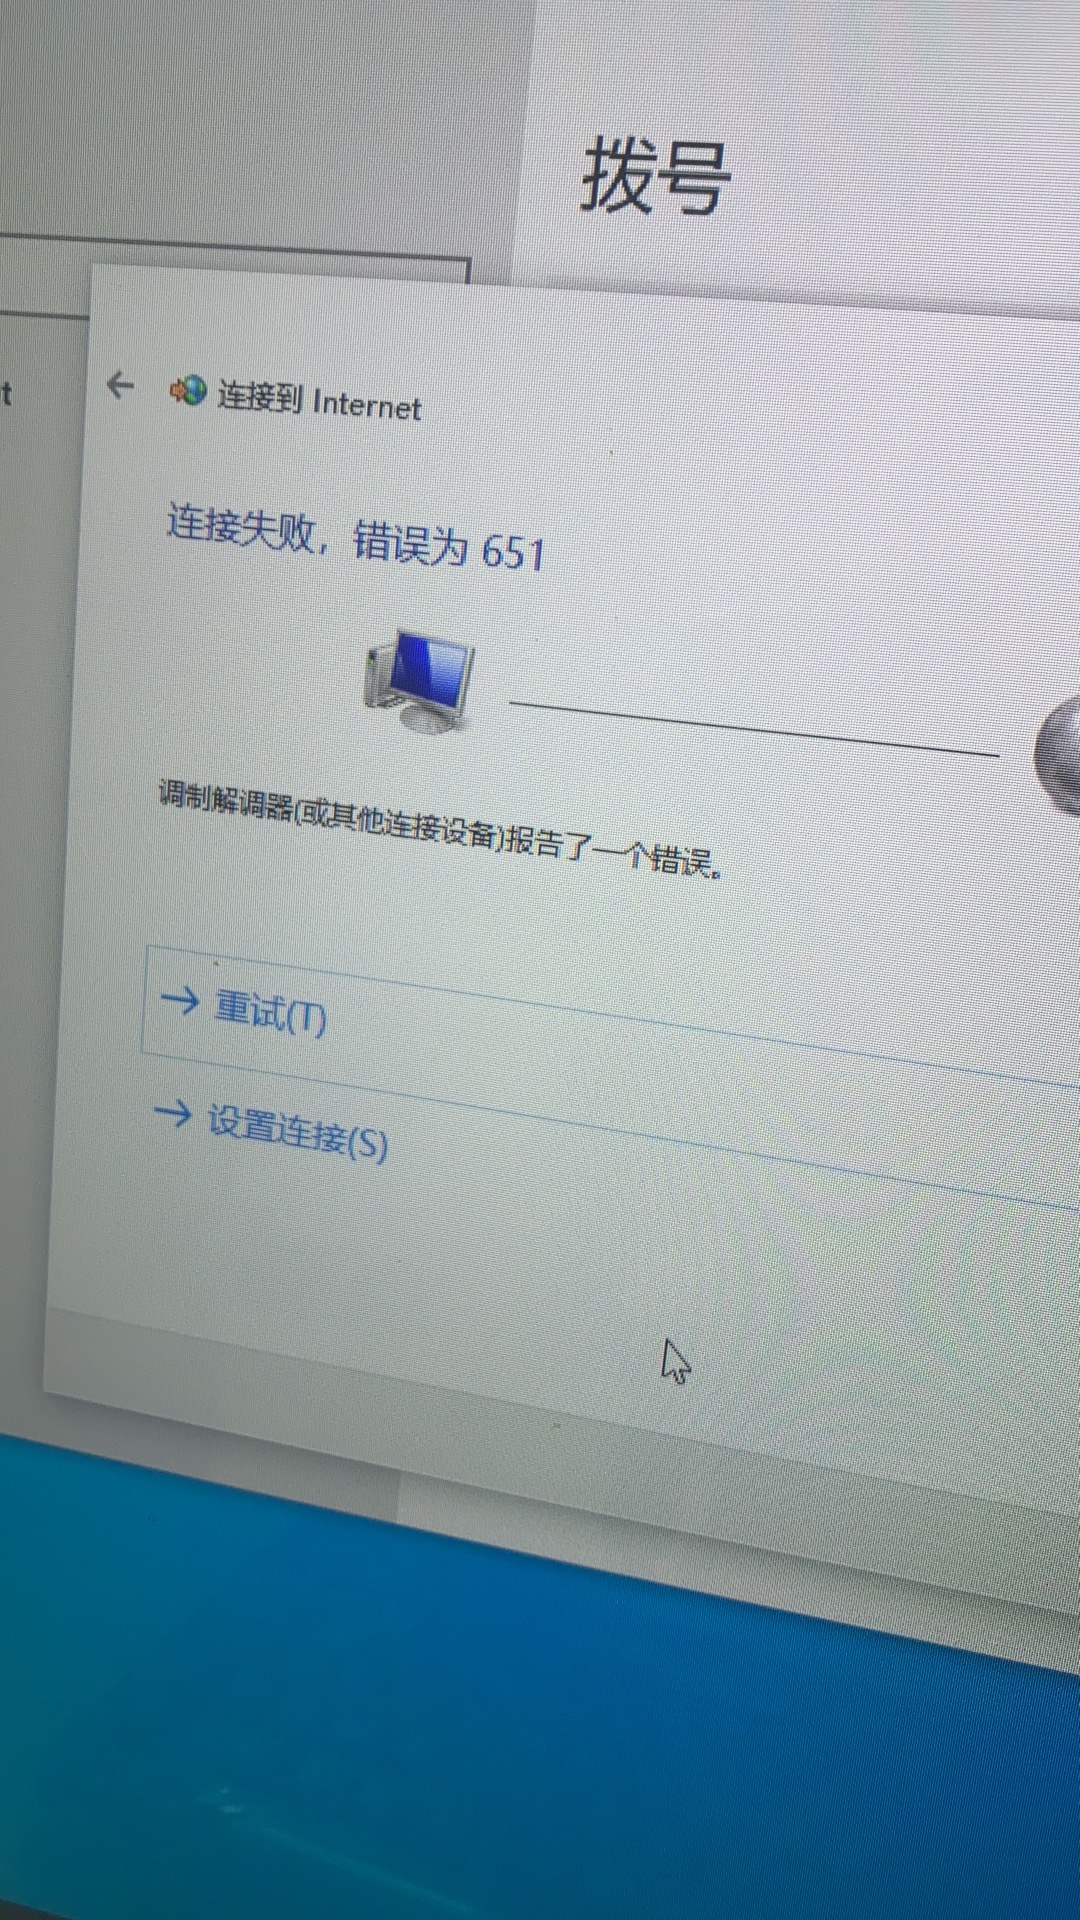 拨号
t
连接到 Internet
连接失败，错误为 651
调制解调器(或其他连接设备)报告了一个错误。
重试(T)
设置连接(S)